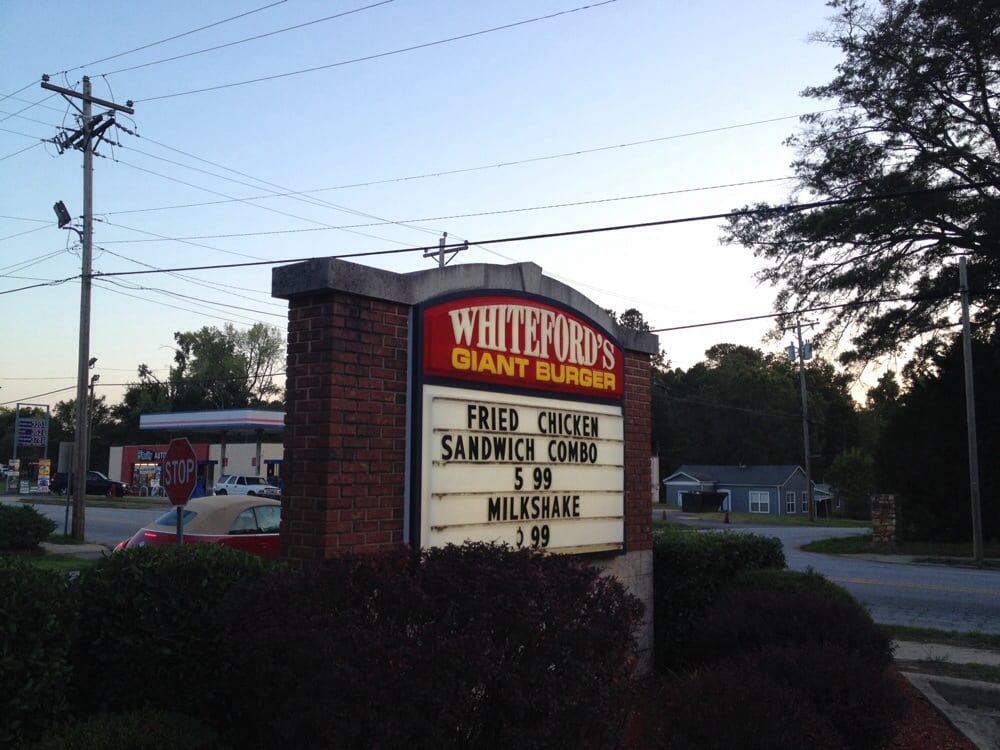 WHITEFORD'S
GIANT BURGER
FRIED CHICKEN
SANDWICH COMBO
5 99
MILKSHAKE
99
STOP